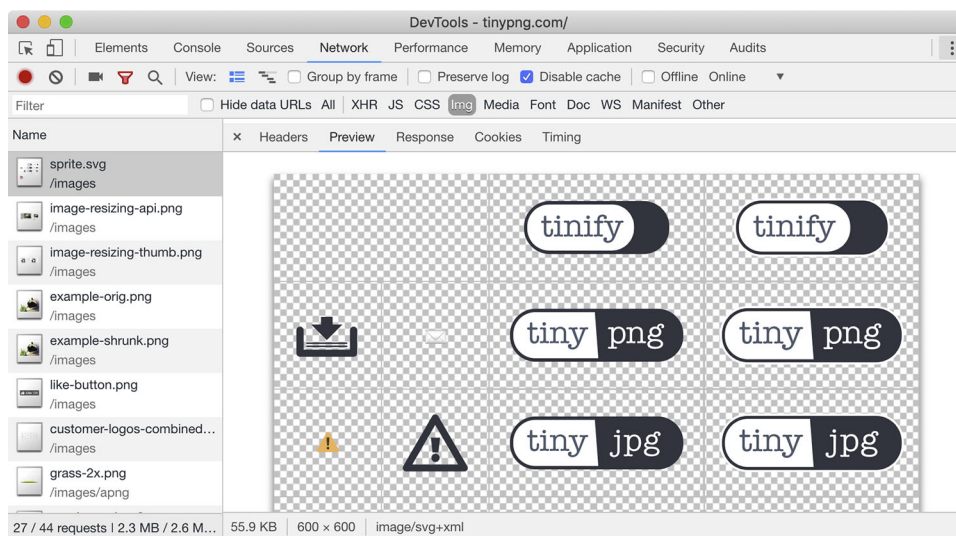 DevTools - tinypng.com/
Elements Console Sources Network Performance Memory Application Security Audits
View: Group by frame Preserve log Disable cache Offline Online
Filter Hide data URLs All XHR JS CSS Img Media Font Doc WS Manifest Other
Name
× Headers Preview Response Cookies Timing
sprite.svg
/images
image-resizing-api.png
/images
image-resizing-thumb.png
/images
example-orig.png
/images
example-shrunk.png
/images
like-button.png
/images
customer-logos-combined...
/images
grass-2x.png
/images/apng
tinify tinify
tiny png tiny png
tiny jpg tiny jpg
27 / 44 requests | 2.3 MB / 2.6 M... 55.9 KB 600 × 600 image/svg+xml